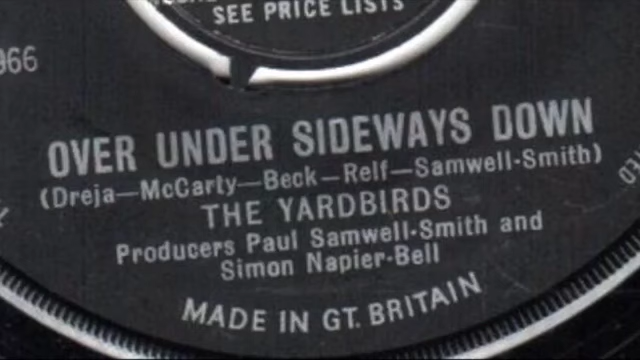 SEE PRICE LISTS
966
OVER UNDER SIDEWAYS DOWN
(Dreja—McCarty—Beck—Relf—Samwell-Smith)
THE YARDBIRDS
Producers Paul Samwell-Smith and
Simon Napier-Bell
MADE IN GT. BRITAIN